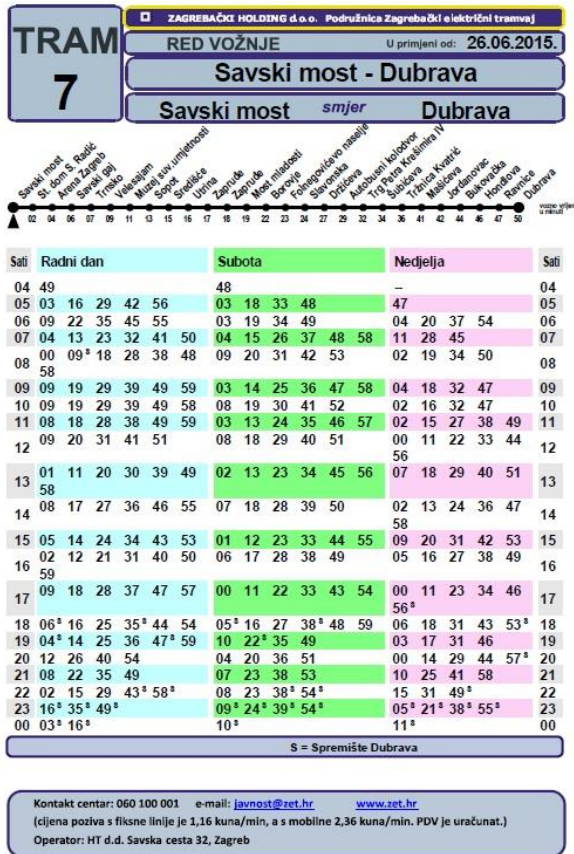 TRAM
7
ZAGREBAČKI HOLDING d.o.o. Podružnica Zagrebački električni tramvaj
RED VOŽNJE U primjeni od: 26.06.2015.
Savski most - Dubrava
Savski most smjer Dubrava
Savski most
St. dom S. Radić
Arena Zagreb
Savski gaj
Trnsko
Velesajam
Muzej suv.umjetnosti
Sopot
Središće
Utrina
Zapruđe
Zapruđe
Most mladosti
Borovje
Folnegovićevo naselje
Slavonska
Držićeva
Autobusni kolodvor
Trg Petra Krešimira IV
Šubićeva
Tržnica Kvatrić
Mašićeva
Jordanovac
Bukovačka
Hondlova
Ravnice
Dubrava
02 04 06 07 09 11 13 15 16 17 18 19 22 23 24 27 29 32 34 36 41 42 44 46 47 50
vozno vrijeme
u minuti
Sati Radni dan Subota Nedjelja Sati
04 49 48 – 04
05 03 16 29 42 56 03 18 33 48 47 05
06 09 22 35 45 55 03 19 34 49 04 20 37 54 06
07 04 13 23 32 41 50 04 15 26 37 48 58 11 28 45 07
08 00 09ˢ 18 28 38 48 09 20 31 42 53 02 19 34 50 08
58
09 09 19 29 39 49 59 03 14 25 36 47 58 04 18 32 47 09
10 09 19 29 39 49 58 08 19 30 41 52 02 16 32 47 10
11 08 18 28 38 49 59 03 13 24 35 46 57 02 15 27 38 49 11
12 09 20 31 41 51 08 18 29 40 51 00 11 22 33 44 12
56
13 01 11 20 30 39 49 02 13 23 34 45 56 07 18 29 40 51 13
58
14 08 17 27 36 46 55 07 18 28 39 50 02 13 24 36 47 14
58
15 05 14 24 34 43 53 01 12 23 33 44 55 09 20 31 42 53 15
16 02 12 21 31 40 50 06 17 28 38 49 05 16 27 38 49 16
59
17 09 18 28 37 47 57 00 11 22 33 43 54 00 11 23 34 46 17
56ˢ
18 06ˢ 16 25 35ˢ 44 54 05ˢ 16 27 38ˢ 48 59 06 18 31 43 53ˢ 18
19 04ˢ 14 25 36 47ˢ 59 10 22ˢ 35 49 03 17 31 46 19
20 12 26 40 54 04 20 36 51 00 14 29 44 57ˢ 20
21 08 22 35 49 07 23 38 53 10 25 41 58 21
22 02 15 29 43ˢ 58ˢ 08 23 38ˢ 54ˢ 15 31 49ˢ 22
23 16ˢ 35ˢ 49ˢ 09ˢ 24ˢ 39ˢ 54ˢ 05ˢ 21ˢ 38ˢ 55ˢ 23
00 03ˢ 16ˢ 10ˢ 11ˢ 00
S = Spremište Dubrava
Kontakt centar: 060 100 001 e-mail: javnost@zet.hr www.zet.hr
(cijena poziva s fiksne linije je 1,16 kuna/min, a s mobilne 2,36 kuna/min. PDV je uračunat.)
Operator: HT d.d. Savska cesta 32, Zagreb